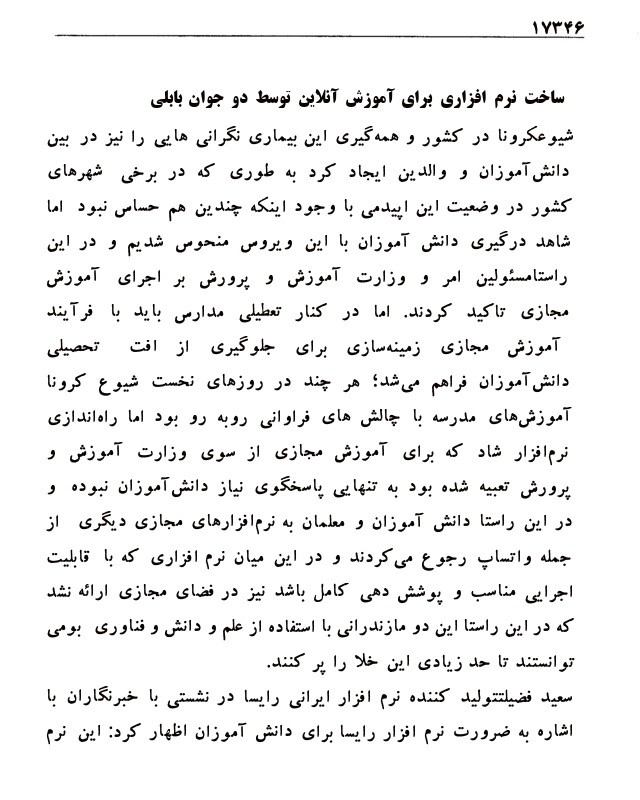 ۱۷۳۴۶
ساخت نرم افزاری برای آموزش آنلاین توسط دو جوان بابلی
شیوعکرونا در کشور و همه‌گیری این بیماری نگرانی هایی را نیز در بین
دانش‌آموزان و والدین ایجاد کرد به طوری که در برخی شهرهای
کشور در وضعیت این اپیدمی با وجود اینکه چندین هم حساس نبود اما
شاهد درگیری دانش آموزان با این ویروس منحوس شدیم و در این
راستامسئولین امر و وزارت آموزش و پرورش بر اجرای آموزش
مجازی تاکید کردند. اما در کنار تعطیلی مدارس باید با فرآیند
آموزش مجازی زمینه‌سازی برای جلوگیری از افت تحصیلی
دانش‌آموزان فراهم می‌شد؛ هر چند در روزهای نخست شیوع کرونا
آموزش‌های مدرسه با چالش های فراوانی روبه رو بود اما راه‌اندازی
نرم‌افزار شاد که برای آموزش مجازی از سوی وزارت آموزش و
پرورش تعبیه شده بود به تنهایی پاسخگوی نیاز دانش‌آموزان نبوده و
در این راستا دانش آموزان و معلمان به نرم‌افزارهای مجازی دیگری از
جمله واتساپ رجوع می‌کردند و در این میان نرم افزاری که با قابلیت
اجرایی مناسب و پوشش دهی کامل باشد نیز در فضای مجازی ارائه نشد
که در این راستا این دو مازندرانی با استفاده از علم و دانش و فناوری بومی
توانستند تا حد زیادی این خلا را پر کنند.
سعید فضیلتتولید کننده نرم افزار ایرانی رایسا در نشستی با خبرنگاران با
اشاره به ضرورت نرم افزار رایسا برای دانش آموزان اظهار کرد: این نرم